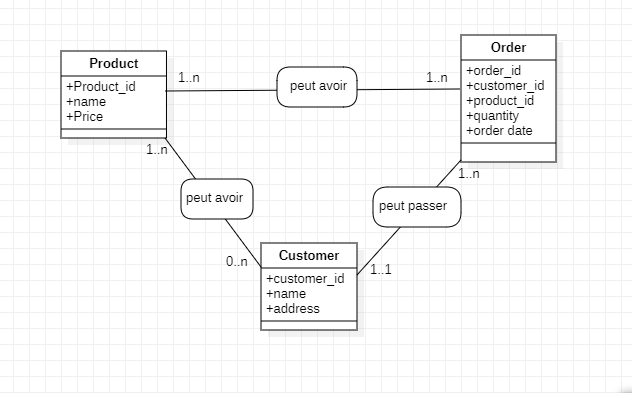 Product
+Product_id
+name
+Price
1..n
peut avoir
1..n
Order
+order_id
+customer_id
+product_id
+quantity
+order date
1..n
peut avoir
0..n
1..n
peut passer
1..1
Customer
+customer_id
+name
+address